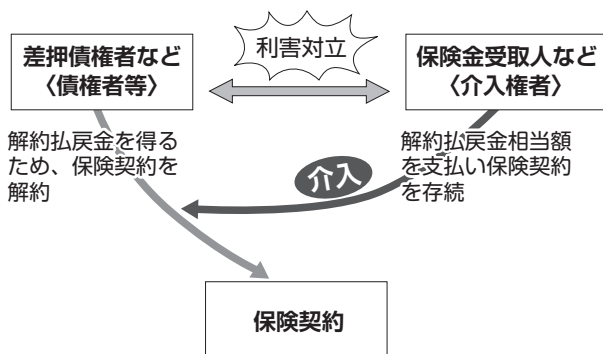 利害対立
差押債権者など
〈債権者等〉
保険金受取人など
〈介入権者〉
解約払戻金を得る
ため、保険契約を
解約
解約払戻金相当額
を支払い保険契約
を存続
介入
保険契約